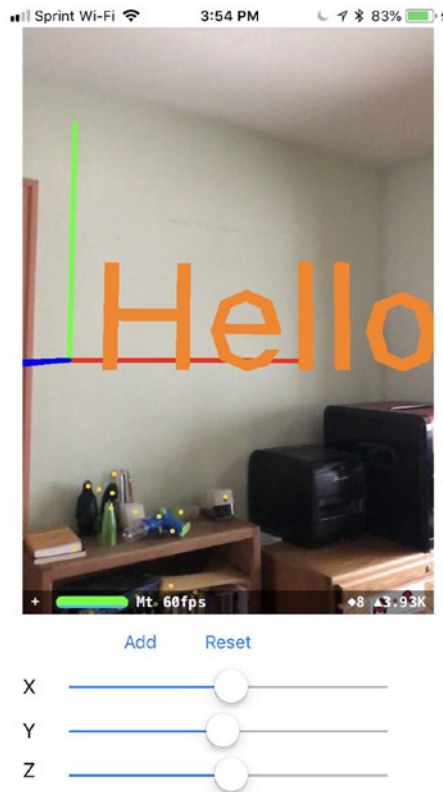 Sprint Wi-Fi 3:54 PM 83%
Hello
+ Mt 60fps ◆8 ▲3.93K
Add Reset
X
Y
Z